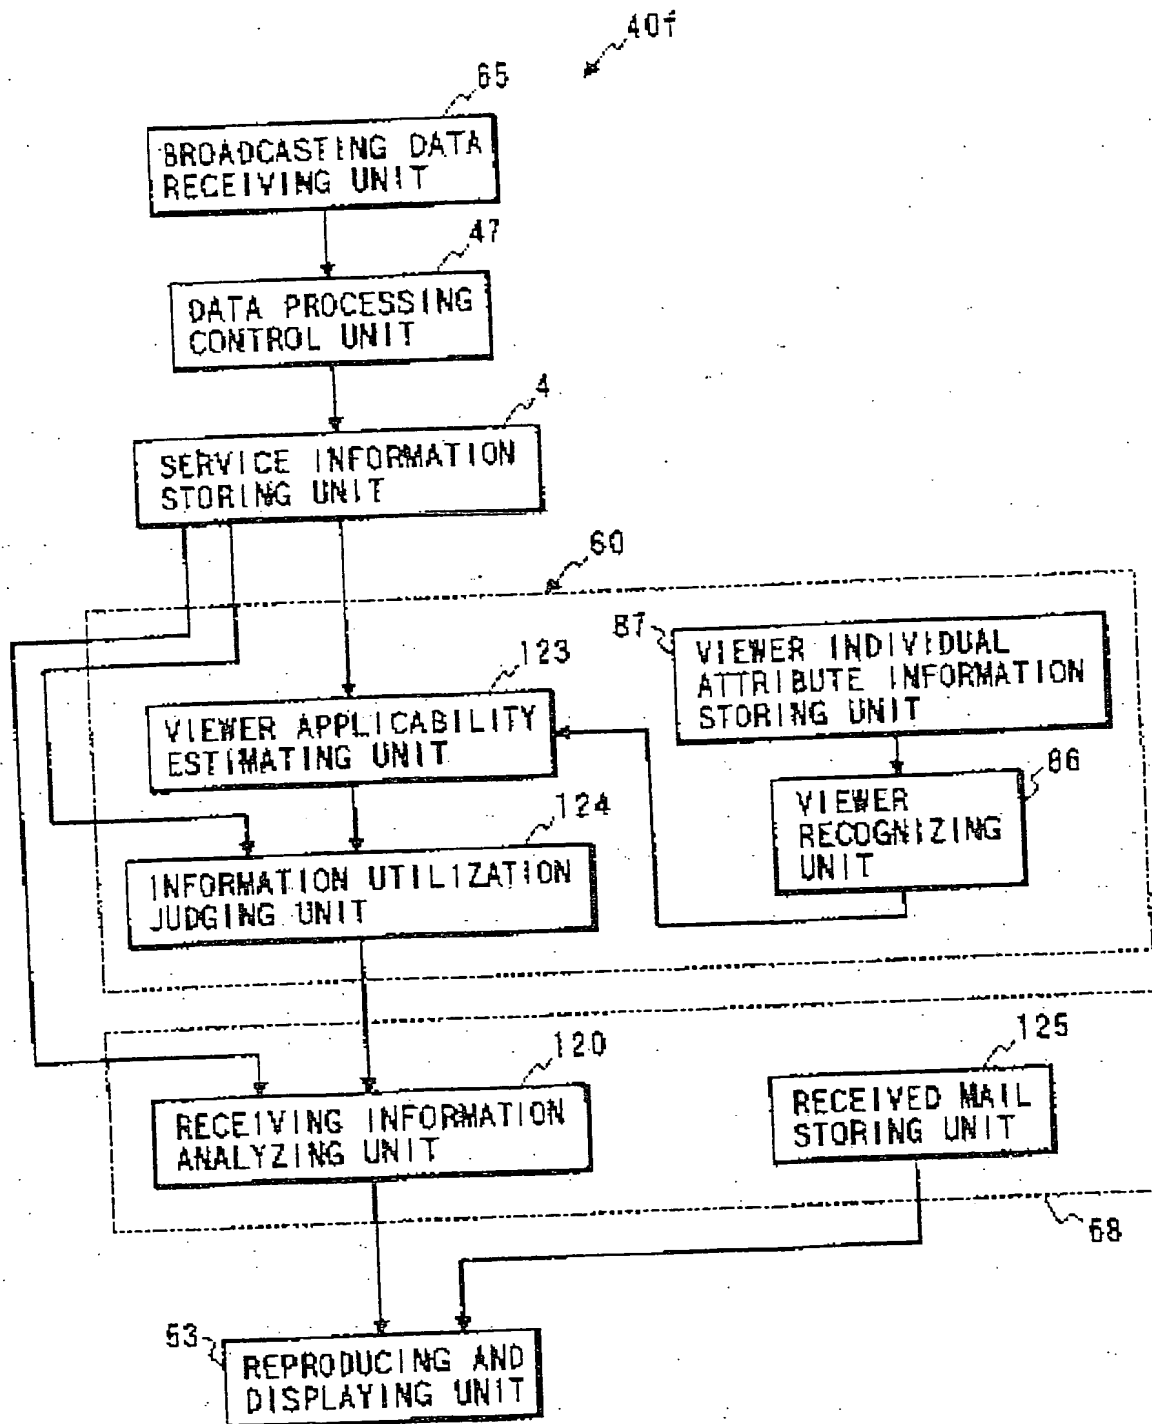 40f
65
BROADCASTING DATA
RECEIVING UNIT
47
DATA PROCESSING
CONTROL UNIT
4
SERVICE INFORMATION
STORING UNIT
60
87
VIEWER INDIVIDUAL
ATTRIBUTE INFORMATION
STORING UNIT
123
VIEWER APPLICABILITY
ESTIMATING UNIT
86
VIEWER
RECOGNIZING
UNIT
124
INFORMATION UTILIZATION
JUDGING UNIT
120
RECEIVING INFORMATION
ANALYZING UNIT
125
RECEIVED MAIL
STORING UNIT
68
53
REPRODUCING AND
DISPLAYING UNIT